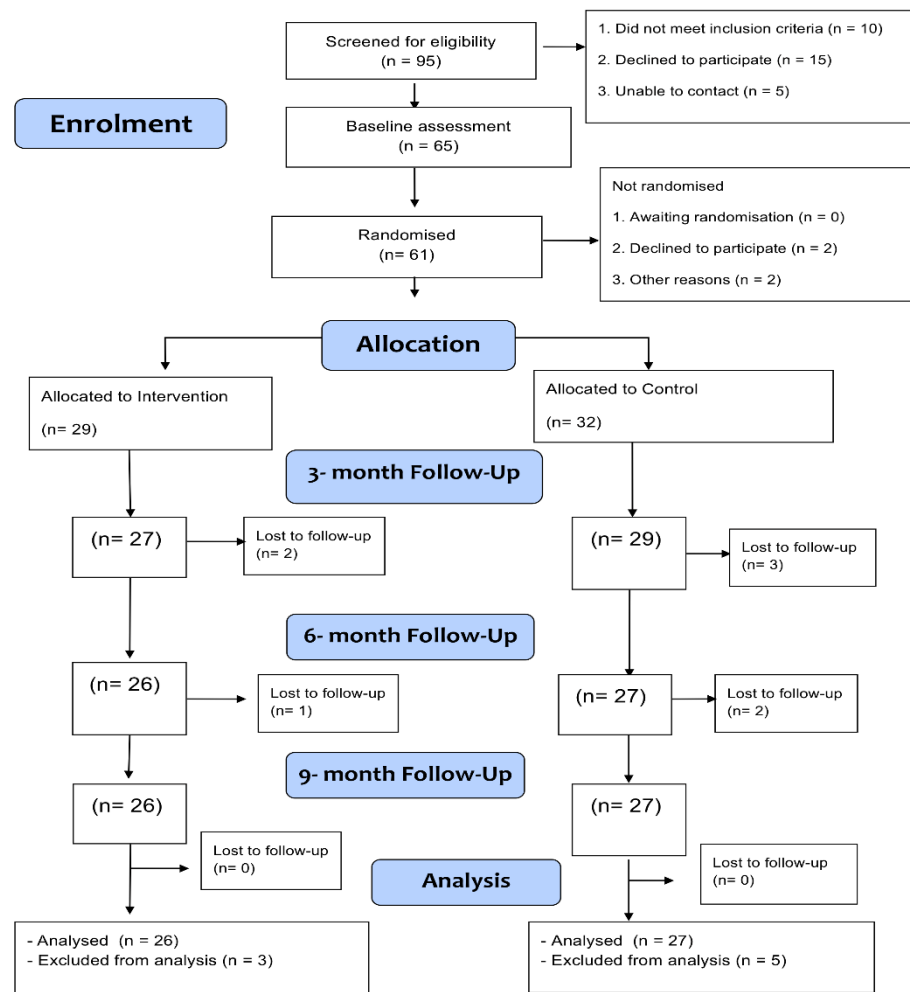 Screened for eligibility
(n = 95)
1. Did not meet inclusion criteria (n = 10)
2. Declined to participate (n = 15)
3. Unable to contact (n = 5)
Enrolment
Baseline assessment
(n = 65)
Not randomised
1. Awaiting randomisation (n = 0)
2. Declined to participate (n = 2)
3. Other reasons (n = 2)
Randomised
(n= 61)
Allocation
Allocated to Intervention
(n= 29)
Allocated to Control
(n= 32)
3- month Follow-Up
(n= 27)
Lost to follow-up
(n= 2)
(n= 29)
Lost to follow-up
(n= 3)
6- month Follow-Up
(n= 26)
Lost to follow-up
(n= 1)
(n= 27)
Lost to follow-up
(n= 2)
9- month Follow-Up
(n= 26)
Lost to follow-up
(n= 0)
(n= 27)
Lost to follow-up
(n= 0)
Analysis
- Analysed (n = 26)
- Excluded from analysis (n = 3)
- Analysed (n = 27)
- Excluded from analysis (n = 5)